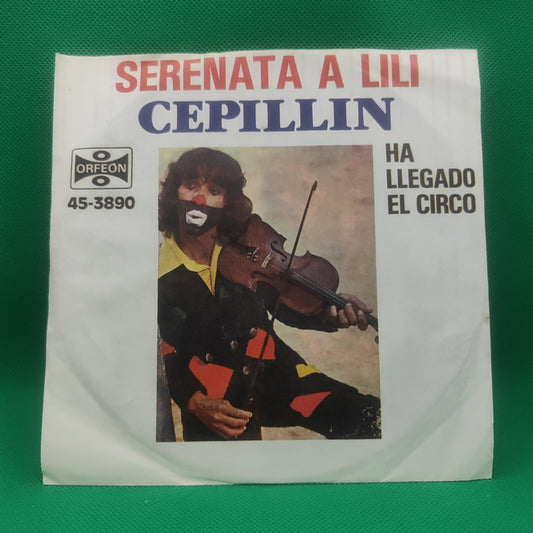 SERENATA A LILI
CEPILLIN
ORFEON
45-3890
HA
LLEGADO
EL CIRCO